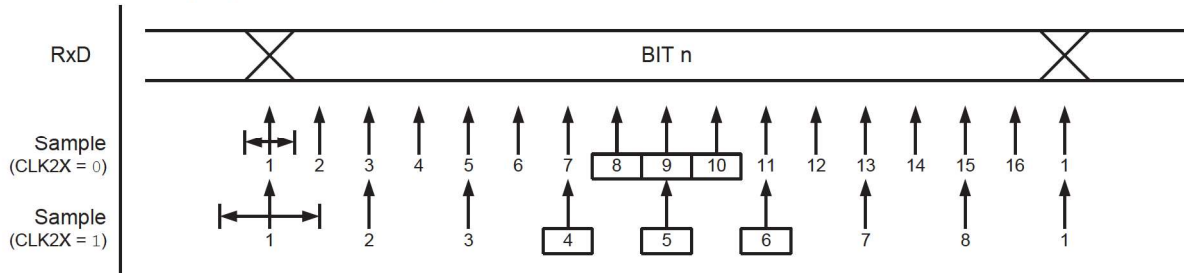 RxD BIT n
Sample
(CLK2X = 0) 1 2 3 4 5 6 7 8 9 10 11 12 13 14 15 16 1
Sample
(CLK2X = 1) 1 2 3 4 5 6 7 8 1